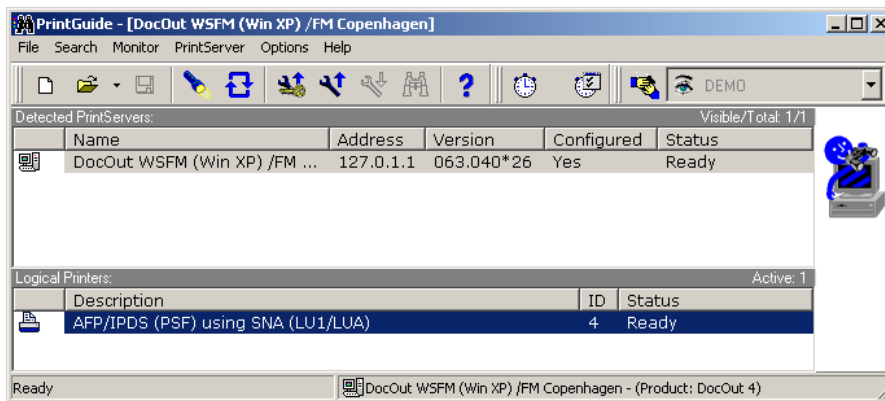 PrintGuide - [DocOut WSFM (Win XP) /FM Copenhagen]
File Search Monitor PrintServer Options Help
DEMO
Detected PrintServers: Visible/Total: 1/1
Name Address Version Configured Status
DocOut WSFM (Win XP) /FM ... 127.0.1.1 063.040*26 Yes Ready
Logical Printers: Active: 1
Description ID Status
AFP/IPDS (PSF) using SNA (LU1/LUA) 4 Ready
Ready DocOut WSFM (Win XP) /FM Copenhagen - (Product: DocOut 4)